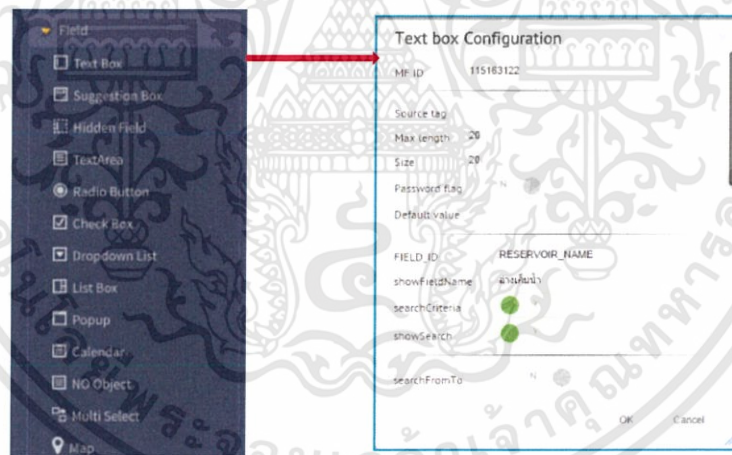 Field
Text Box
Suggestion Box
Hidden Field
TextArea
Radio Button
Check Box
Dropdown List
List Box
Popup
Calendar
NO Object
Multi Select
Map
Text box Configuration
MF ID 115163122
Source tag
Max length 20
Size 20
Password flag N
Default value
FIELD_ID RESERVOIR_NAME
showFieldName อ่างเก็บน้ำ
searchCriteria Y
showSearch Y
searchFromTo N
OK Cancel